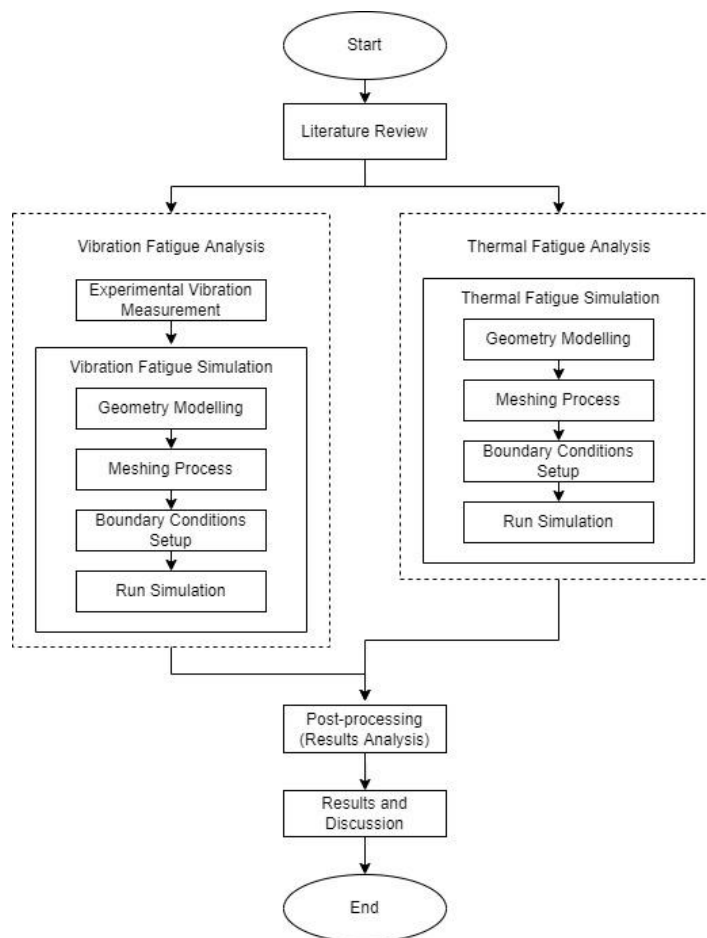 Start
Literature Review
Vibration Fatigue Analysis
Experimental Vibration
Measurement
Vibration Fatigue Simulation
Geometry Modelling
Meshing Process
Boundary Conditions
Setup
Run Simulation
Thermal Fatigue Analysis
Thermal Fatigue Simulation
Geometry Modelling
Meshing Process
Boundary Conditions
Setup
Run Simulation
Post-processing
(Results Analysis)
Results and
Discussion
End